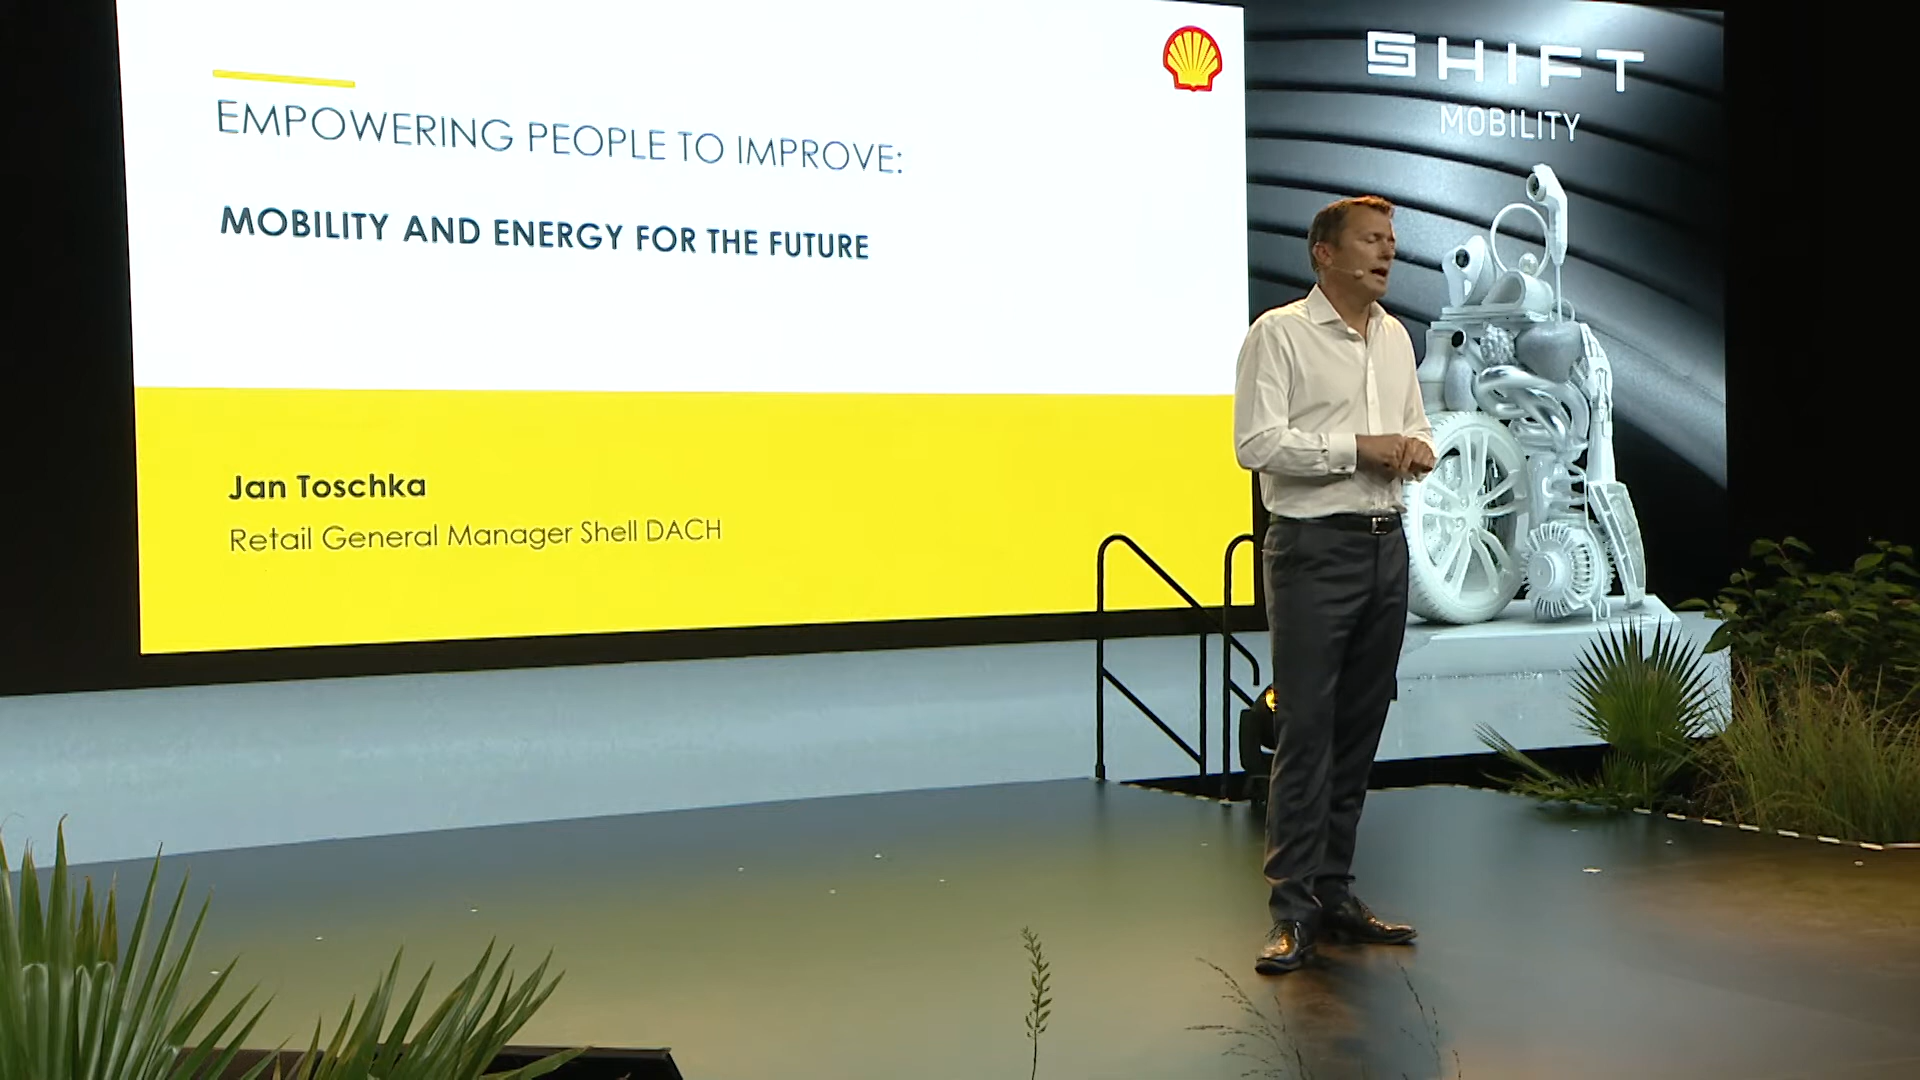 EMPOWERING PEOPLE TO IMPROVE:
MOBILITY AND ENERGY FOR THE FUTURE
Jan Toschka
Retail General Manager Shell DACH
SHIFT
MOBILITY